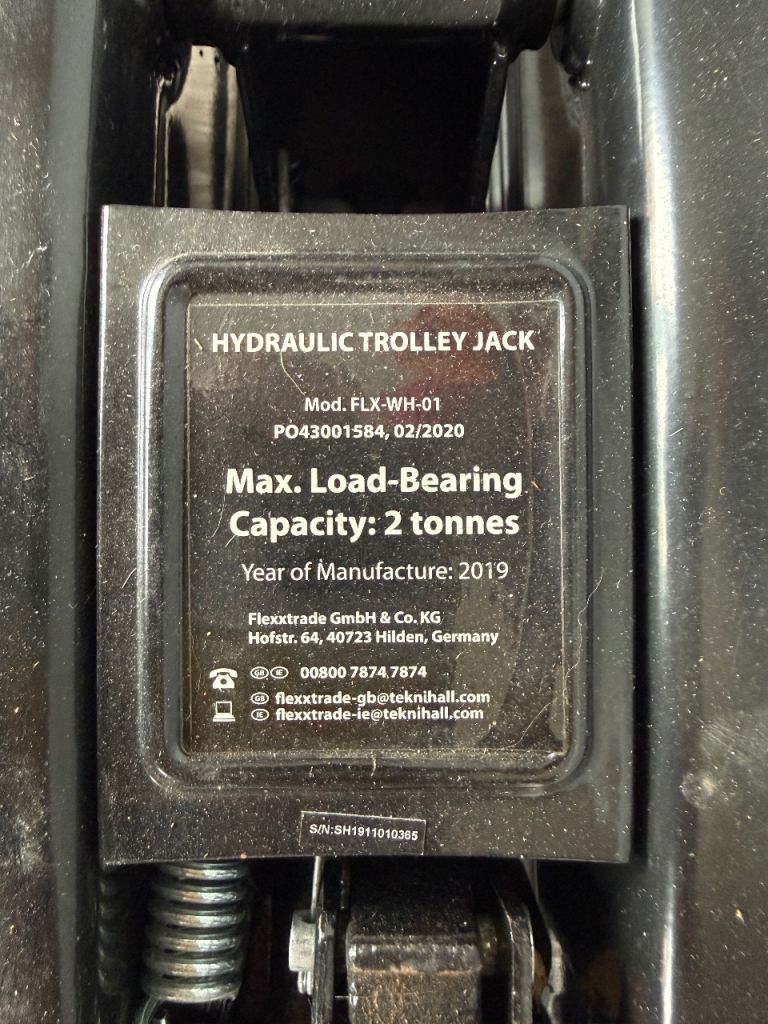 HYDRAULIC TROLLEY JACK
Mod. FLX-WH-01
PO43001584, 02/2020
Max. Load-Bearing
Capacity: 2 tonnes
Year of Manufacture: 2019
Flexxtrade GmbH & Co. KG
Hofstr. 64, 40723 Hilden, Germany
GB IE 00800 7874 7874
GB flexxtrade-gb@teknihall.com
IE flexxtrade-ie@teknihall.com
S/N:SH1911010365